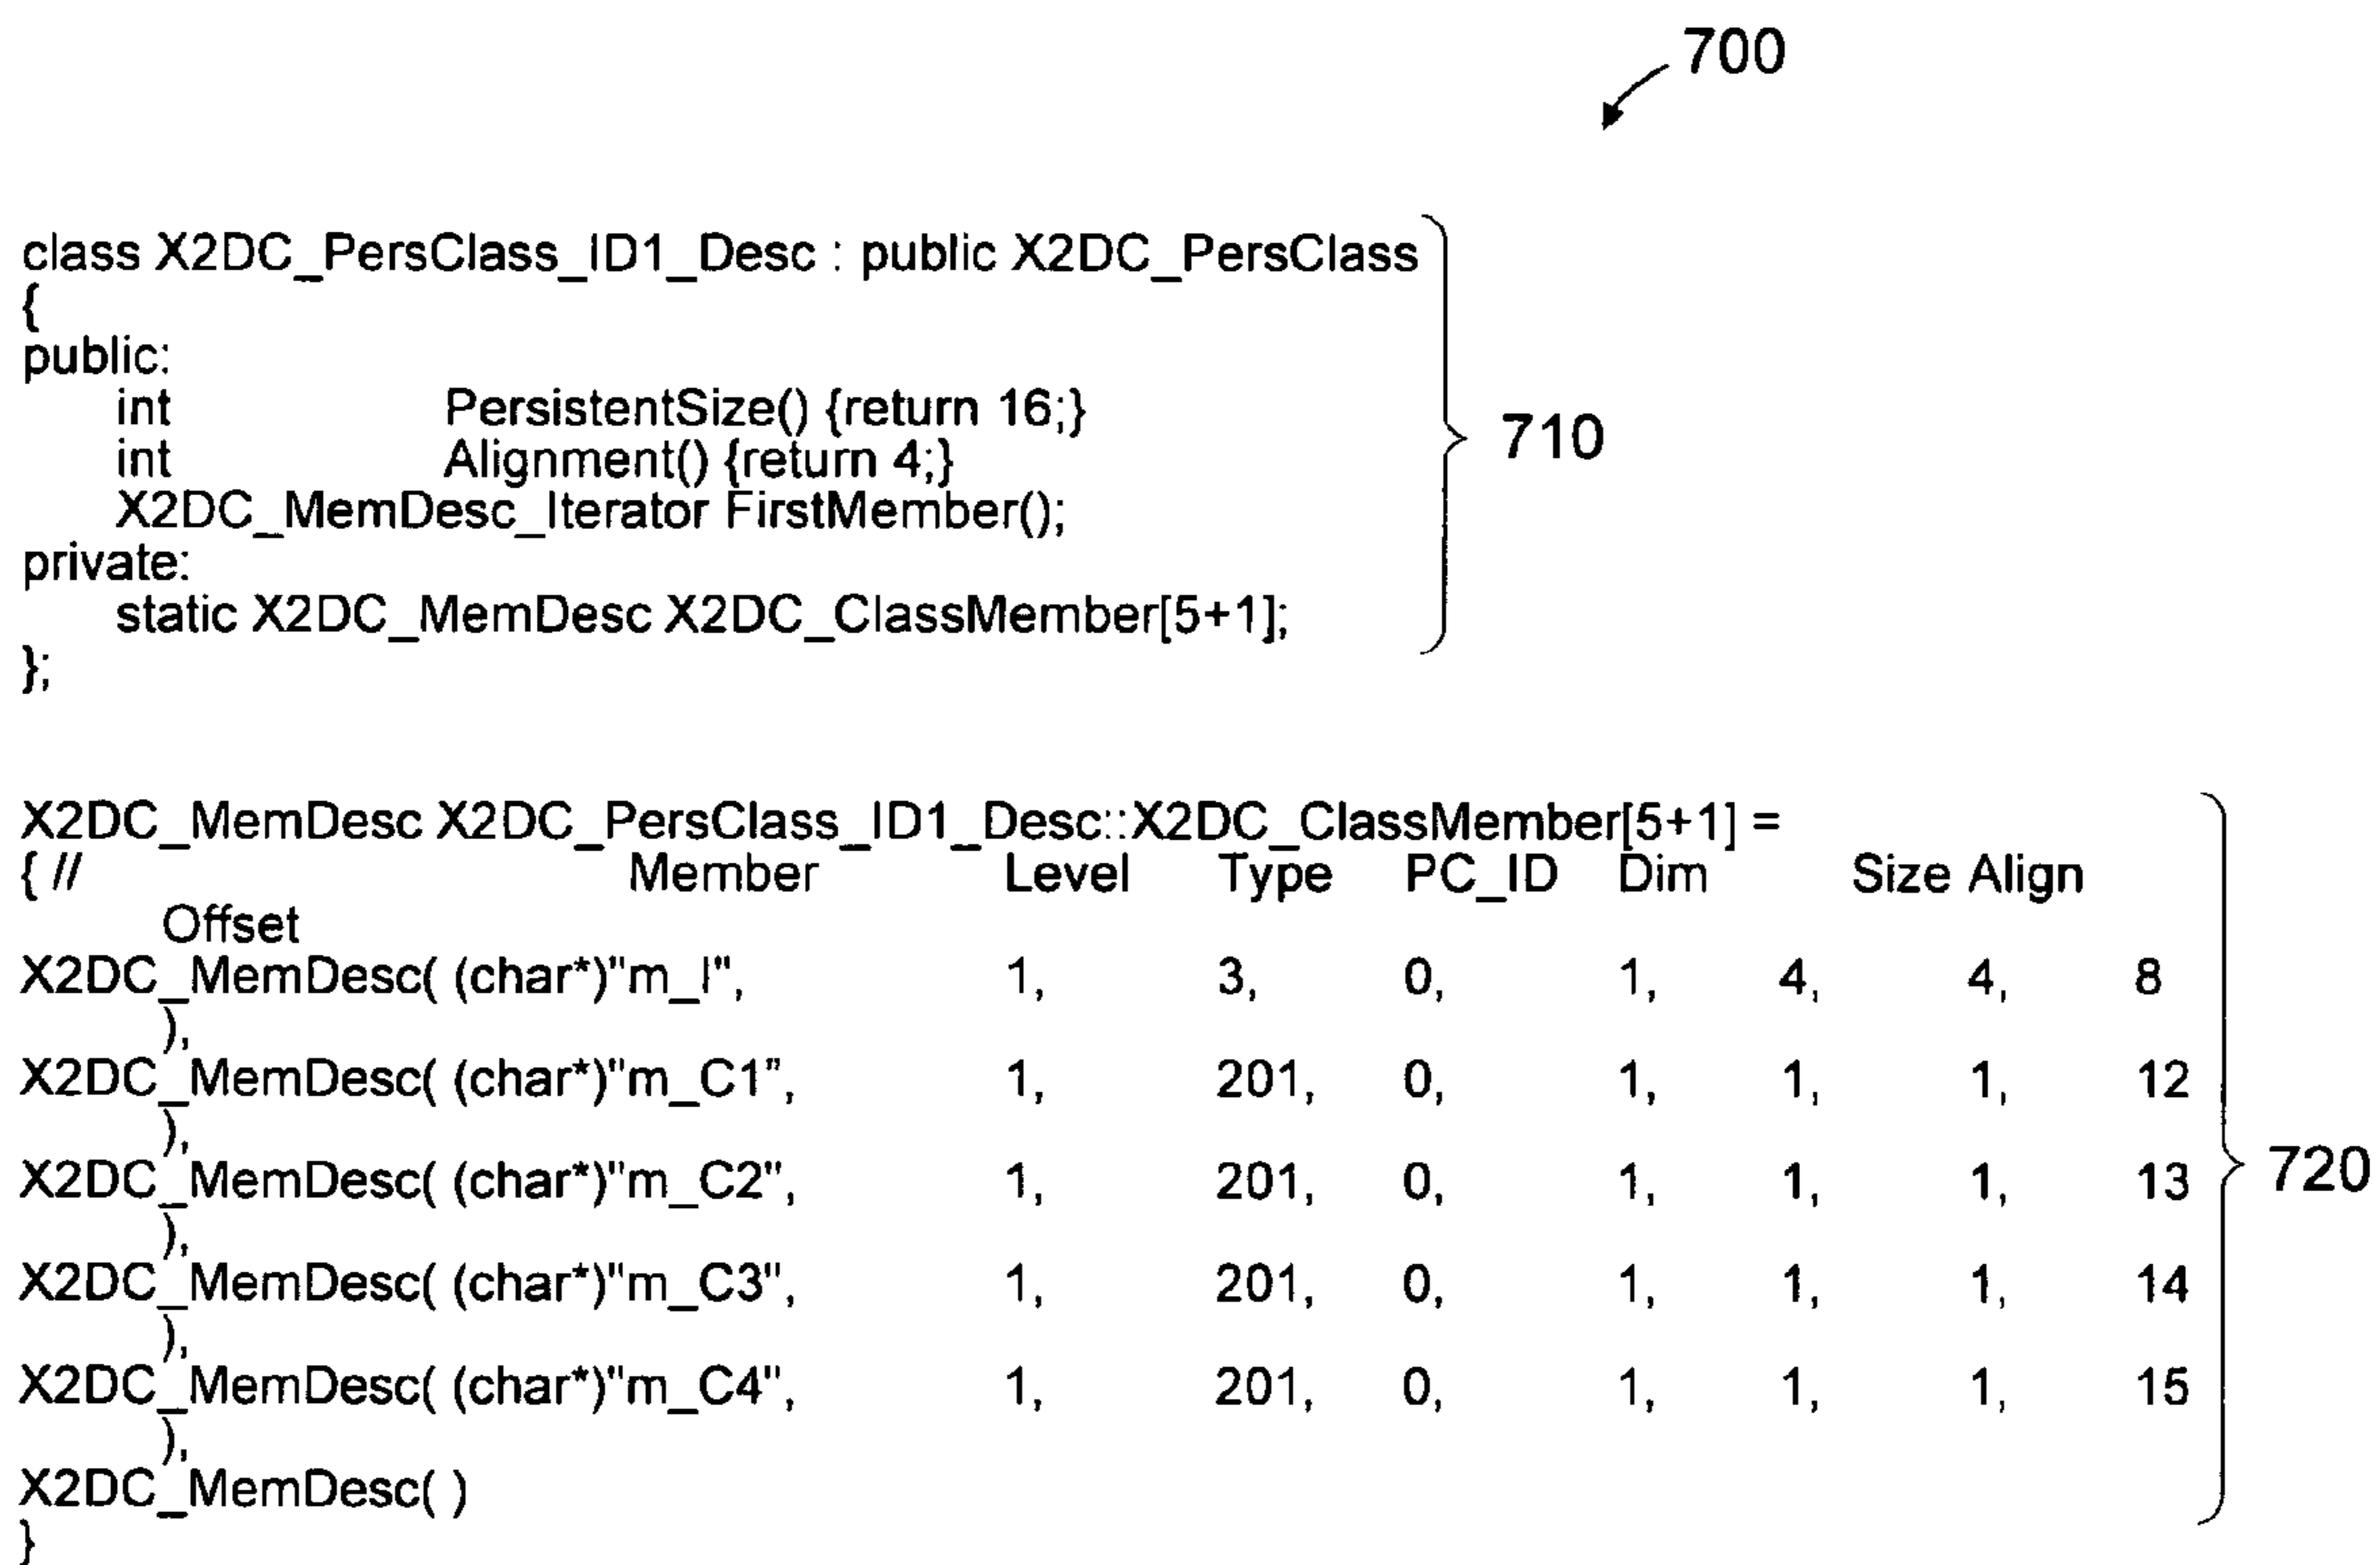 700
class X2DC_PersClass_ID1_Desc : public X2DC_PersClass
{
public:
int PersistentSize() {return 16;}
int Alignment() {return 4;}
X2DC_MemDesc_Iterator FirstMember();
private:
static X2DC_MemDesc X2DC_ClassMember[5+1];
};
710
X2DC_MemDesc X2DC_PersClass_ID1_Desc::X2DC_ClassMember[5+1] =
{ // Member Level Type PC_ID Dim Size Align
Offset
X2DC_MemDesc( (char*)"m_I", 1, 3, 0, 1, 4, 4, 8
),
X2DC_MemDesc( (char*)"m_C1", 1, 201, 0, 1, 1, 1, 12
),
X2DC_MemDesc( (char*)"m_C2", 1, 201, 0, 1, 1, 1, 13
),
X2DC_MemDesc( (char*)"m_C3", 1, 201, 0, 1, 1, 1, 14
),
X2DC_MemDesc( (char*)"m_C4", 1, 201, 0, 1, 1, 1, 15
),
X2DC_MemDesc( )
}
720